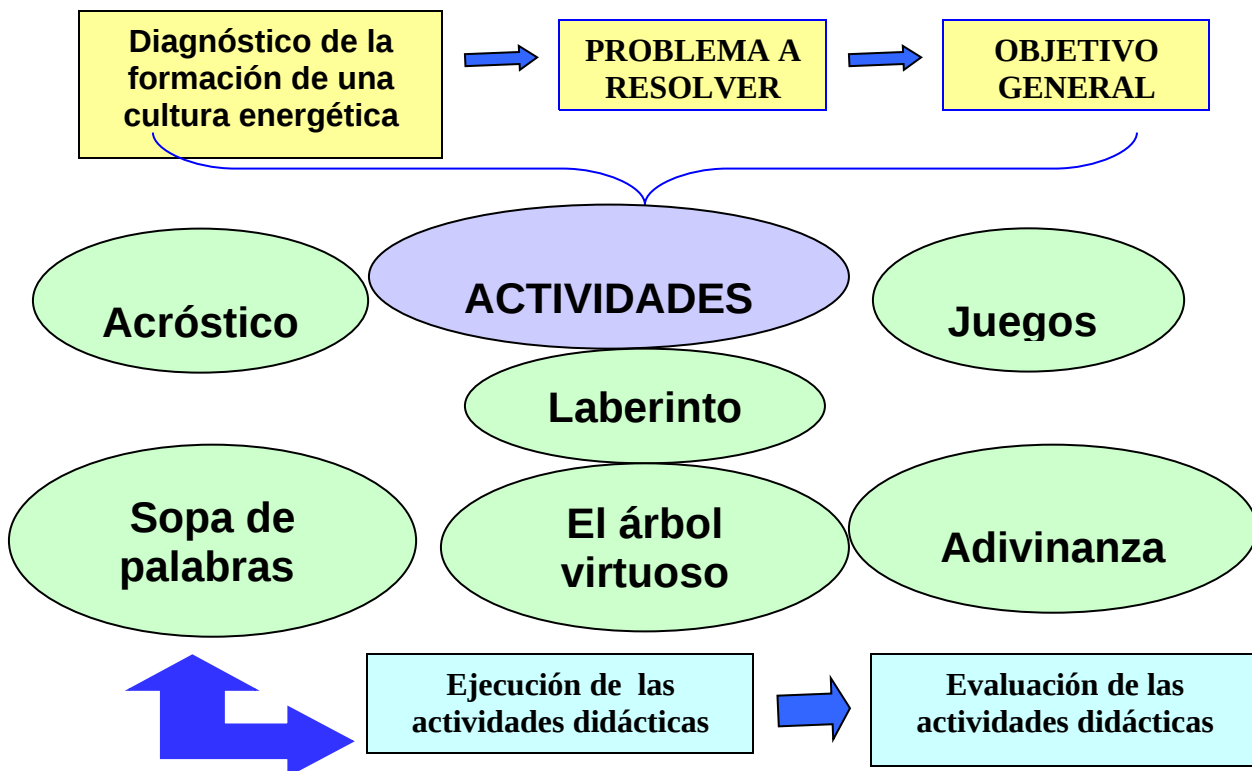 Diagnóstico de la
formación de una
cultura energética
PROBLEMA A
RESOLVER
OBJETIVO
GENERAL
ACTIVIDADES
Acróstico
Juegos
Laberinto
Sopa de
palabras
El árbol
virtuoso
Adivinanza
Ejecución de las
actividades didácticas
Evaluación de las
actividades didácticas